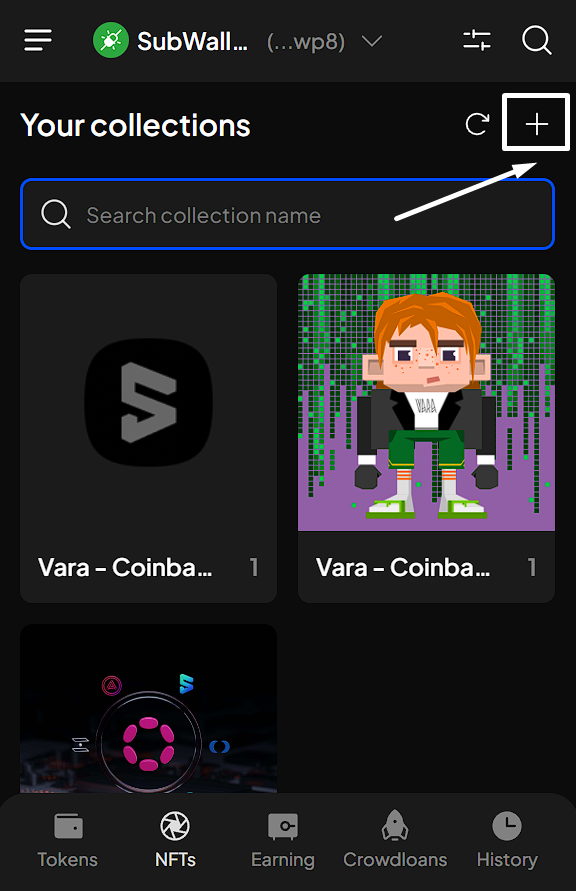 SubWall... (...wp8)
Your collections
Search collection name
VARA
Vara - Coinba... 1
Vara - Coinba... 1
Tokens
NFTs
Earning
Crowdloans
History